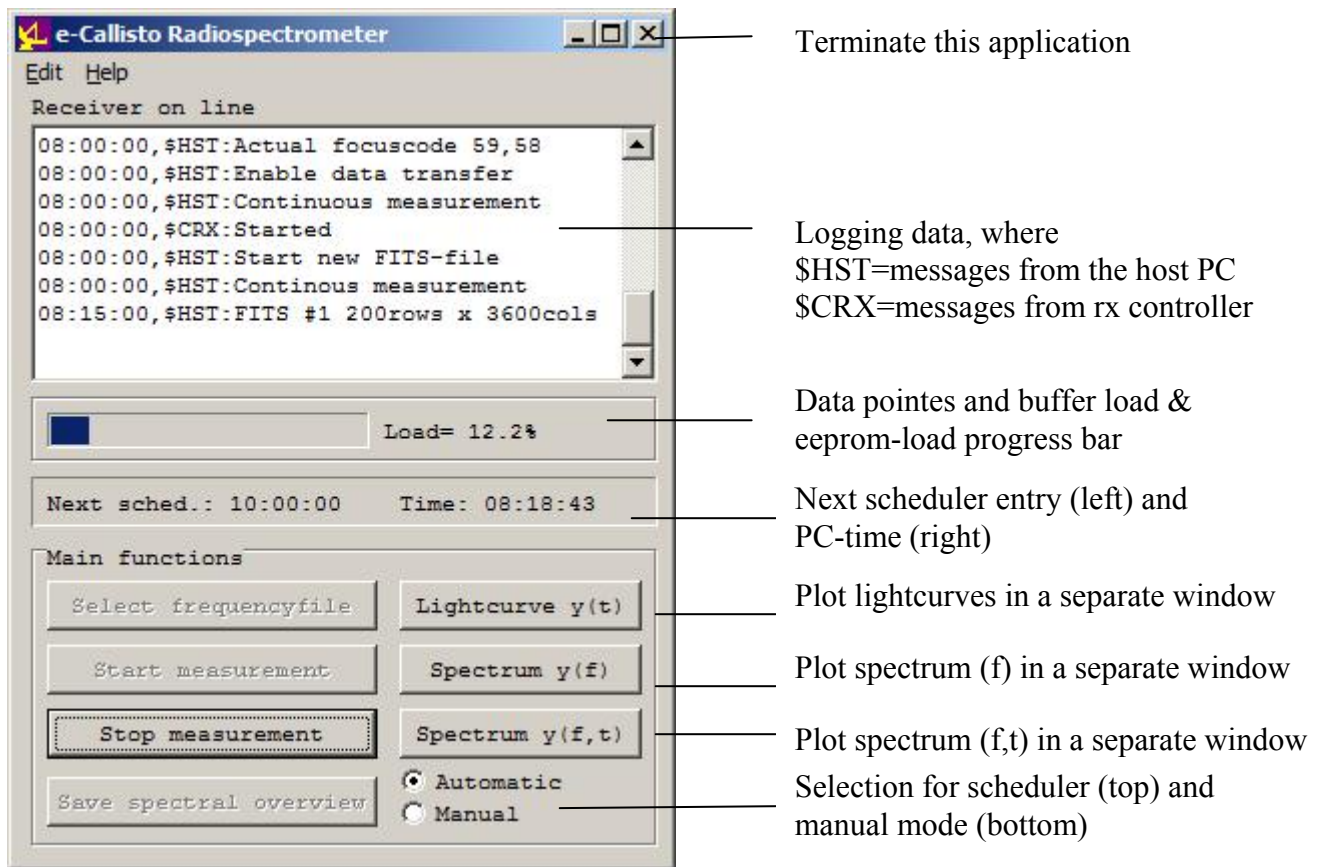 e-Callisto Radiospectrometer
Terminate this application
Edit Help
Receiver on line
08:00:00,$HST:Actual focuscode 59,58
08:00:00,$HST:Enable data transfer
08:00:00,$HST:Continuous measurement
08:00:00,$CRX:Started
08:00:00,$HST:Start new FITS-file
08:00:00,$HST:Continous measurement
08:15:00,$HST:FITS #1 200rows x 3600cols
Logging data, where
$HST=messages from the host PC
$CRX=messages from rx controller
Load= 12.2%
Data pointes and buffer load &
eeprom-load progress bar
Next sched.: 10:00:00 Time: 08:18:43
Next scheduler entry (left) and
PC-time (right)
Main functions
Select frequencyfile Lightcurve y(t)
Plot lightcurves in a separate window
Start measurement Spectrum y(f)
Plot spectrum (f) in a separate window
Stop measurement Spectrum y(f,t)
Plot spectrum (f,t) in a separate window
Save spectral overview
Automatic
Manual
Selection for scheduler (top) and
manual mode (bottom)